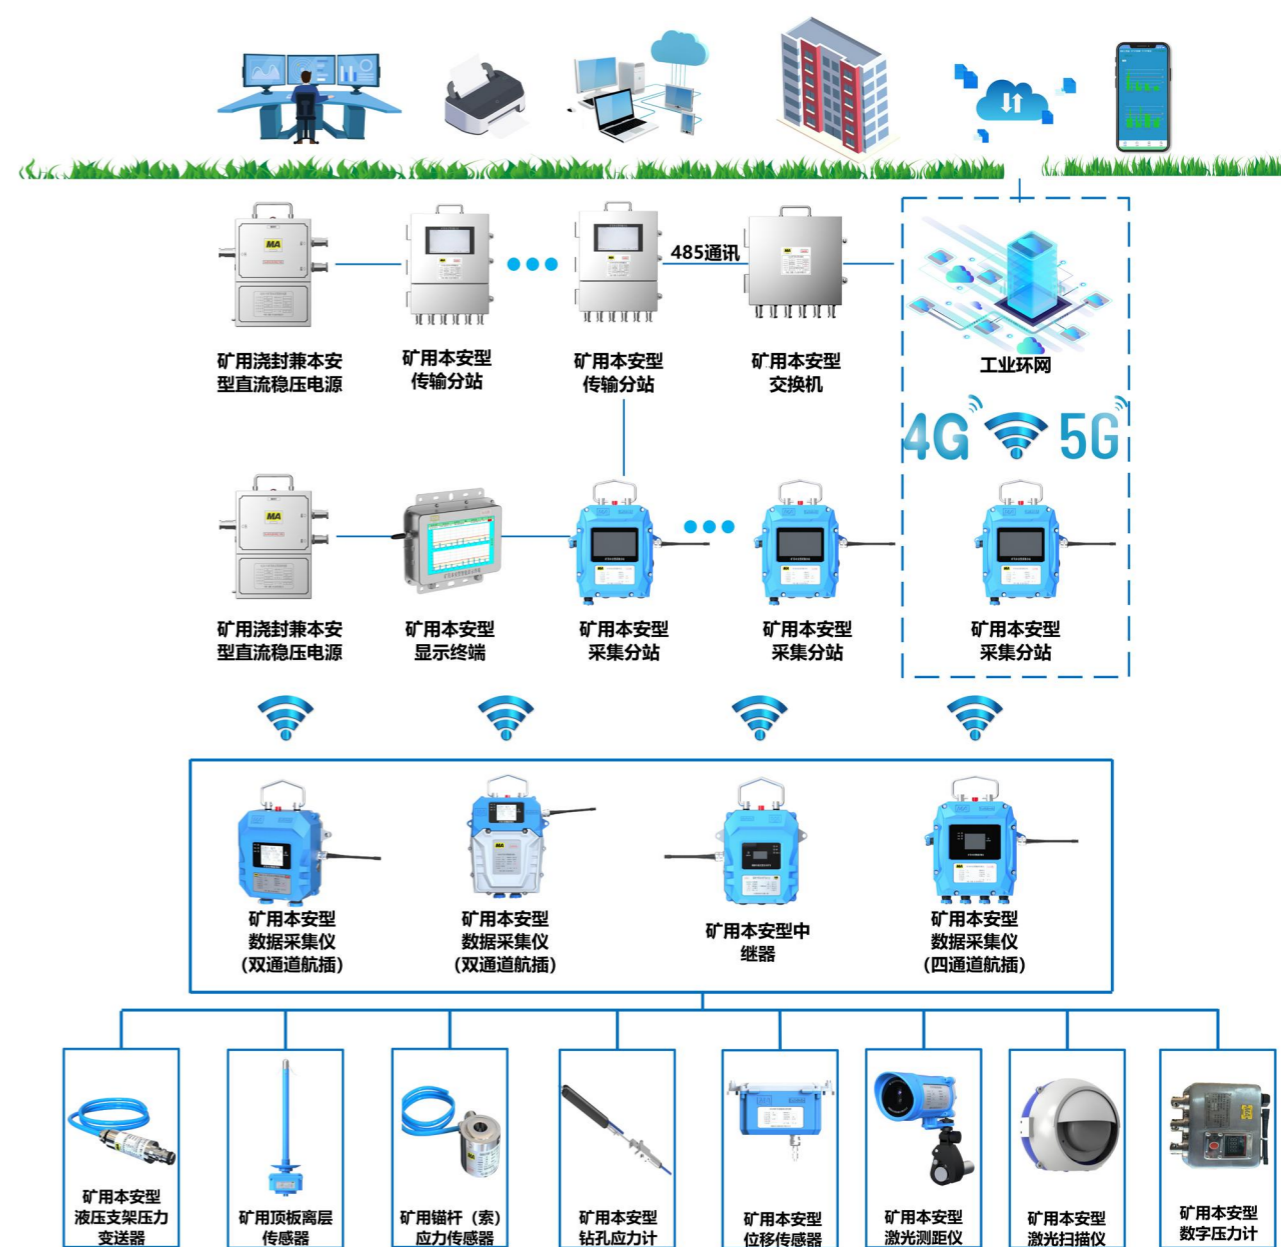 485通讯
MA
矿用浇封兼本安
型直流稳压电源
矿用本安型
传输分站
矿用本安型
传输分站
矿用本安型
交换机
工业环网
4G
5G
MA
矿用浇封兼本安
型直流稳压电源
矿用本安型
显示终端
矿用本安型
采集分站
矿用本安型
采集分站
矿用本安型
采集分站
矿用本安型
数据采集仪
(双通道航插)
矿用本安型
数据采集仪
(双通道航插)
矿用本安型中
继器
矿用本安型
数据采集仪
(四通道航插)
矿用本安型
液压支架压力
变送器
矿用顶板离层
传感器
矿用锚杆（索）
应力传感器
矿用本安型
钻孔应力计
矿用本安型
位移传感器
矿用本安型
激光测距仪
矿用本安型
激光扫描仪
矿用本安型
数字压力计